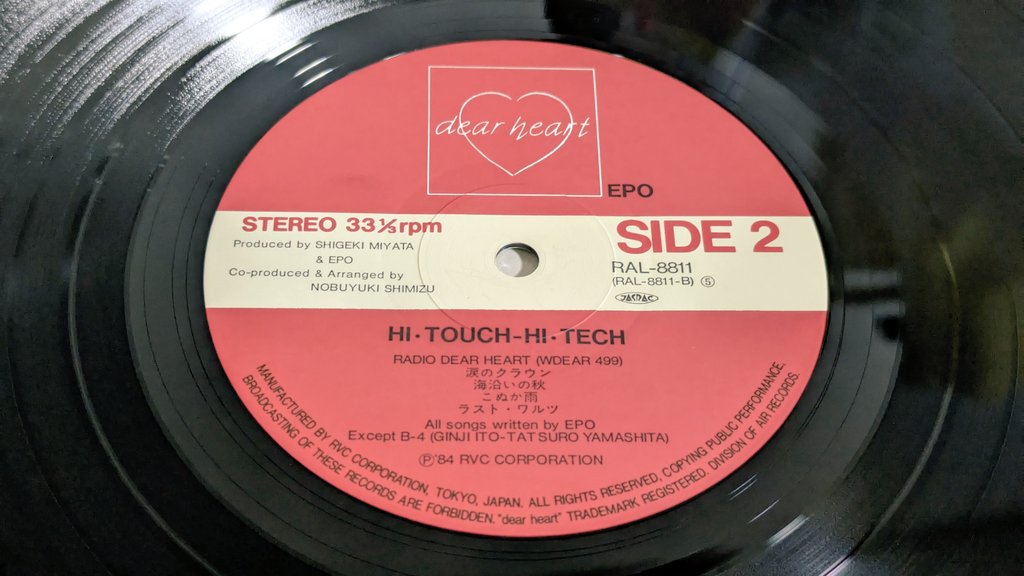 dear heart
EPO
STEREO 33⅓rpm
Produced by SHIGEKI MIYATA
& EPO
Co-produced & Arranged by
NOBUYUKI SHIMIZU
SIDE 2
RAL-8811
(RAL-8811-B) ⑤
JASRAC
HI・TOUCH-HI・TECH
RADIO DEAR HEART (WDEAR 499)
涙のクラウン
海沿いの秋
こぬか雨
ラスト・ワルツ
All songs written by EPO
Except B-4 (GINJI ITO-TATSURO YAMASHITA)
Ⓟ'84 RVC CORPORATION
MANUFACTURED BY RVC CORPORATION, TOKYO, JAPAN. ALL RIGHTS RESERVED. COPYING PUBLIC PERFORMANCE.
BROADCASTING OF THESE RECORDS ARE FORBIDDEN. "dear heart" TRADEMARK REGISTERED. DIVISION OF AIR RECORDS.